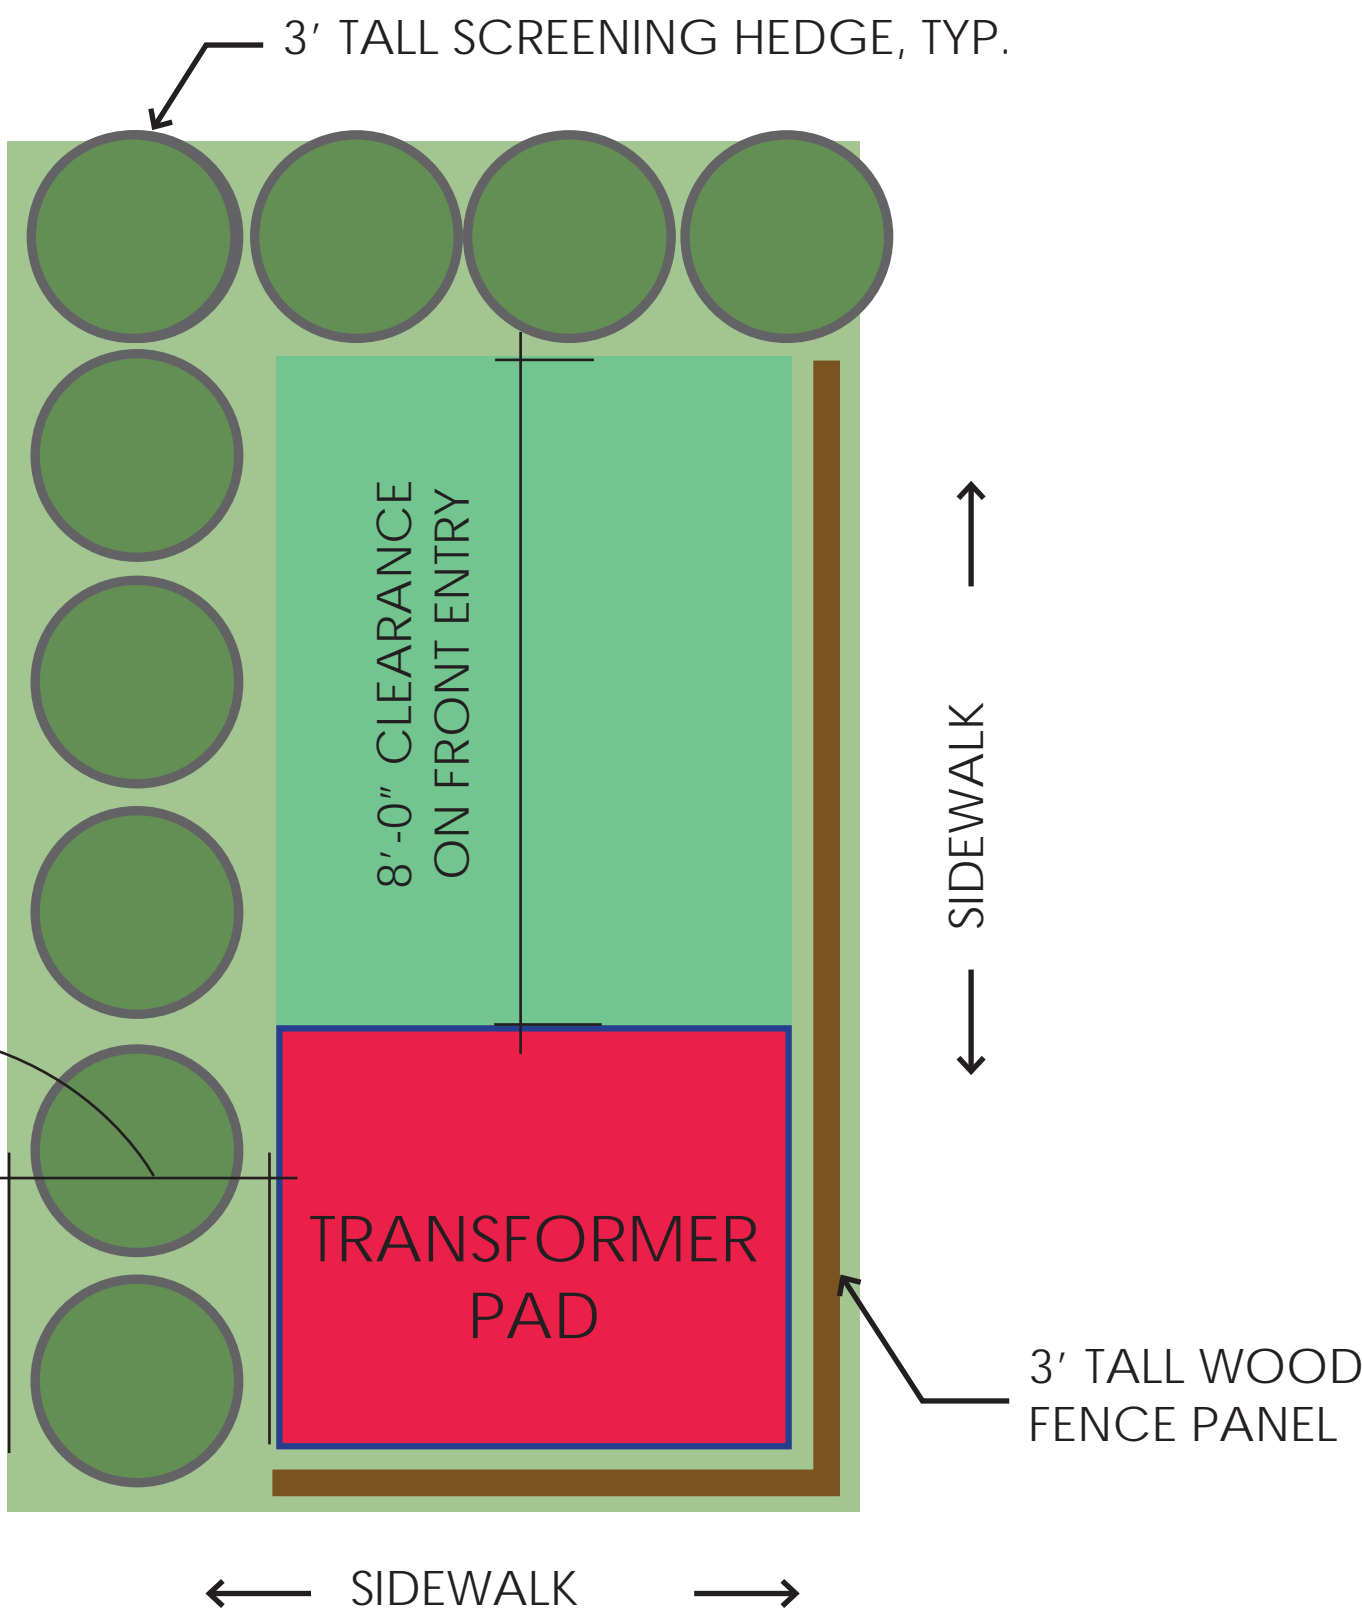 3' TALL SCREENING HEDGE, TYP.
8'-0" CLEARANCE
ON FRONT ENTRY
SIDEWALK
TRANSFORMER
PAD
3' TALL WOOD
FENCE PANEL
SIDEWALK